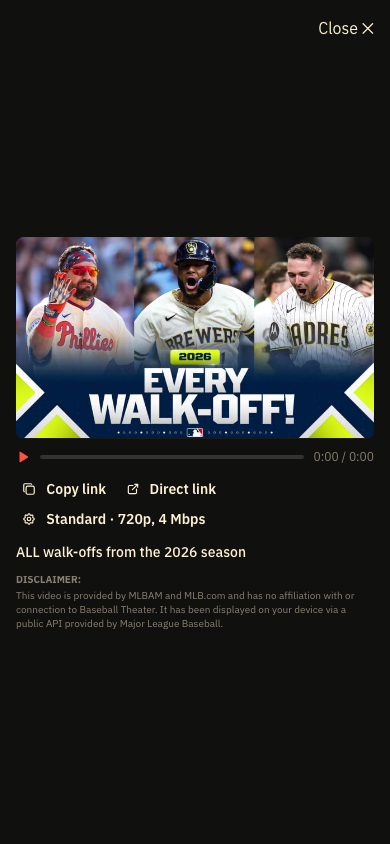 Close
Phillies
BREWERS
PADRES
2026
EVERY
WALK-OFF!
0:00 / 0:00
Copy link
Direct link
Standard · 720p, 4 Mbps
ALL walk-offs from the 2026 season
DISCLAIMER:
This video is provided by MLBAM and MLB.com and has no affiliation with or
connection to Baseball Theater. It has been displayed on your device via a
public API provided by Major League Baseball.